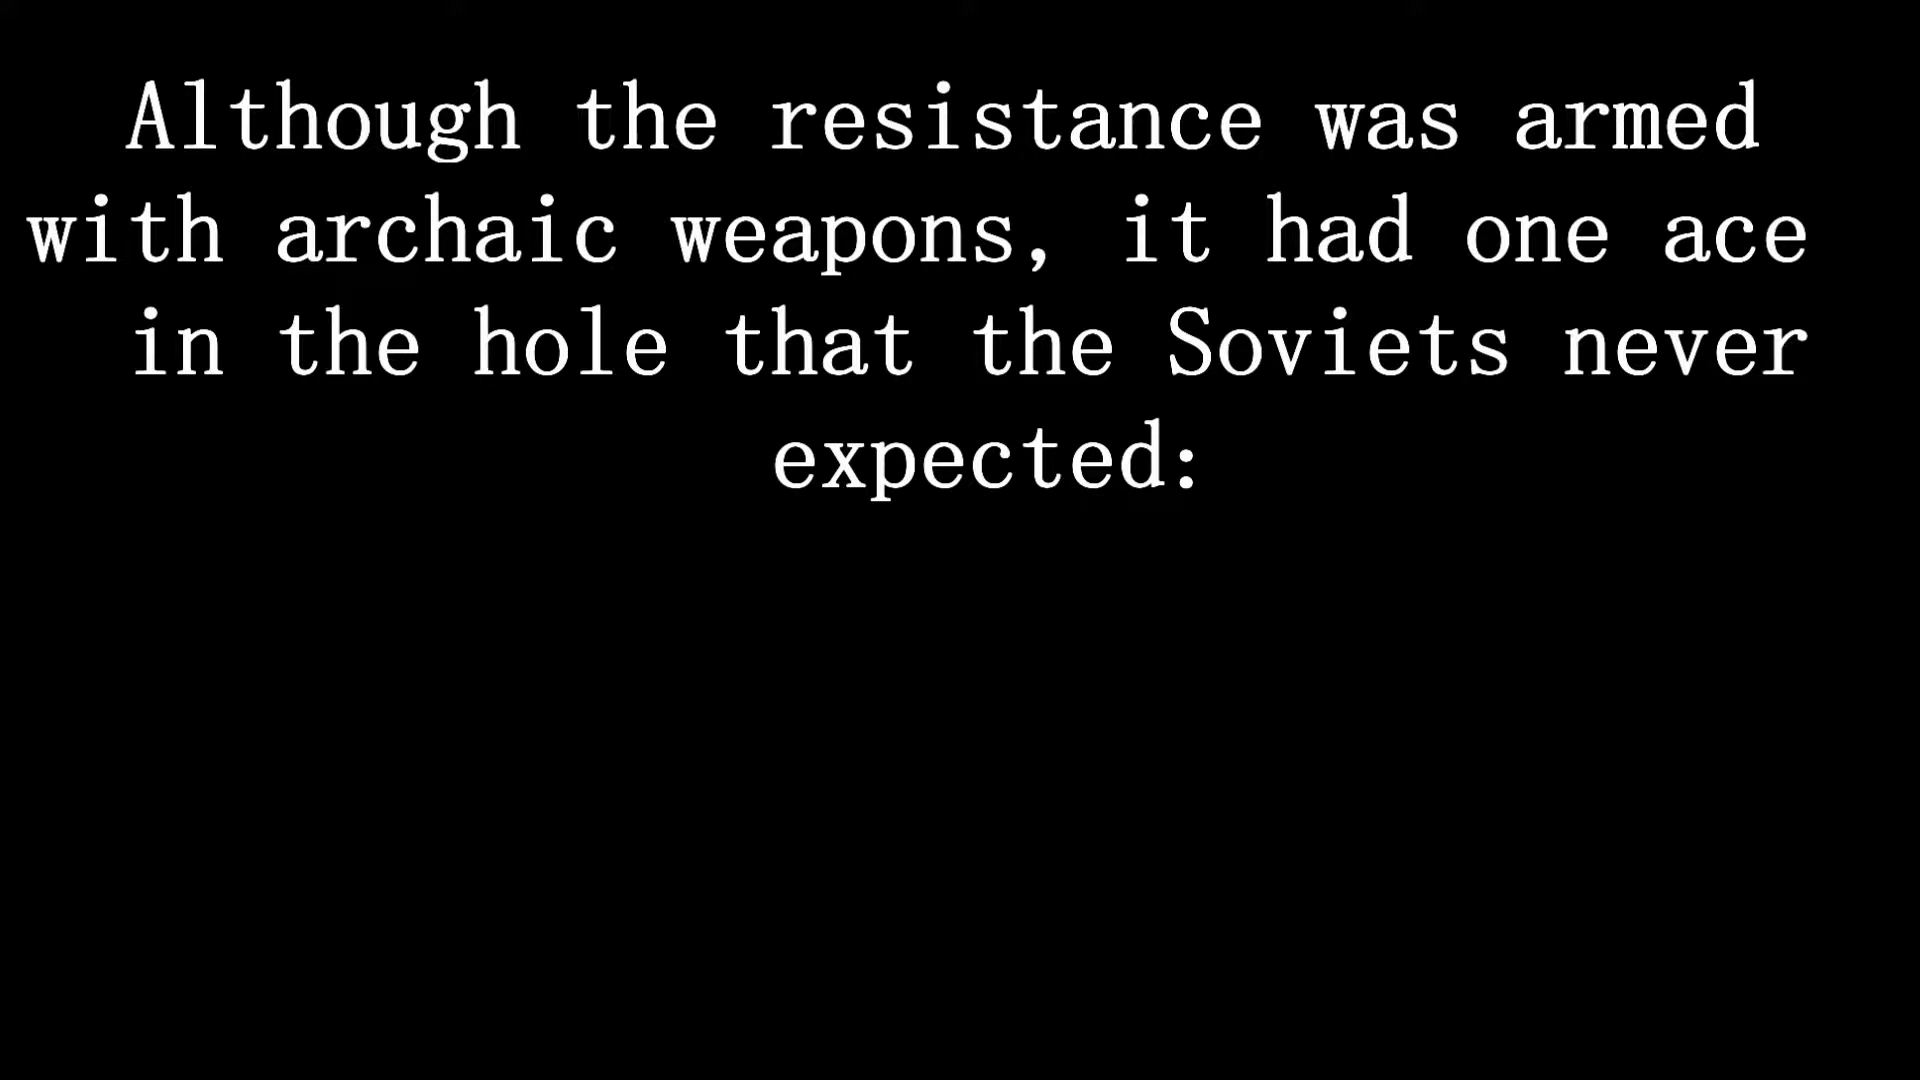 Although the resistance was armed
with archaic weapons, it had one ace
in the hole that the Soviets never
expected: